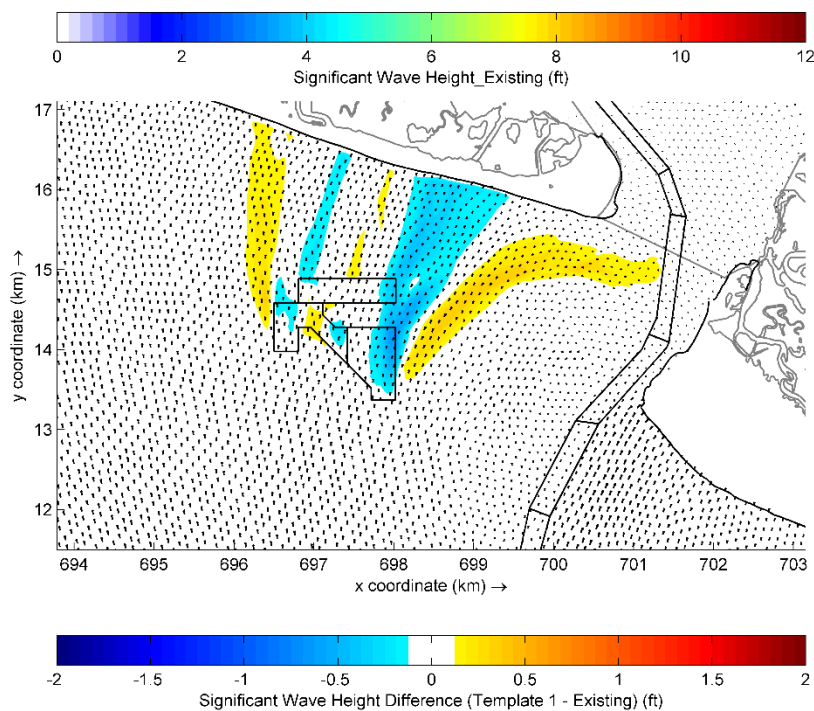 0 2 4 6 8 10 12
Significant Wave Height_Existing (ft)
17
16
15
14
13
12
y coordinate (km) →
694 695 696 697 698 699 700 701 702 703
x coordinate (km) →
-2 -1.5 -1 -0.5 0 0.5 1 1.5 2
Significant Wave Height Difference (Template 1 - Existing) (ft)